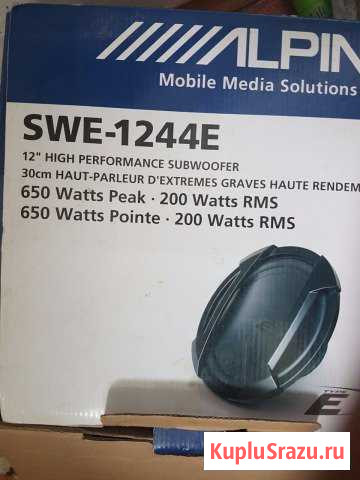 ALPIN
Mobile Media Solutions
SWE-1244E
12" HIGH PERFORMANCE SUBWOOFER
30cm HAUT-PARLEUR D'EXTREMES GRAVES HAUTE RENDEM
650 Watts Peak · 200 Watts RMS
650 Watts Pointe · 200 Watts RMS
TYPE
E
KupluSrazu.ru